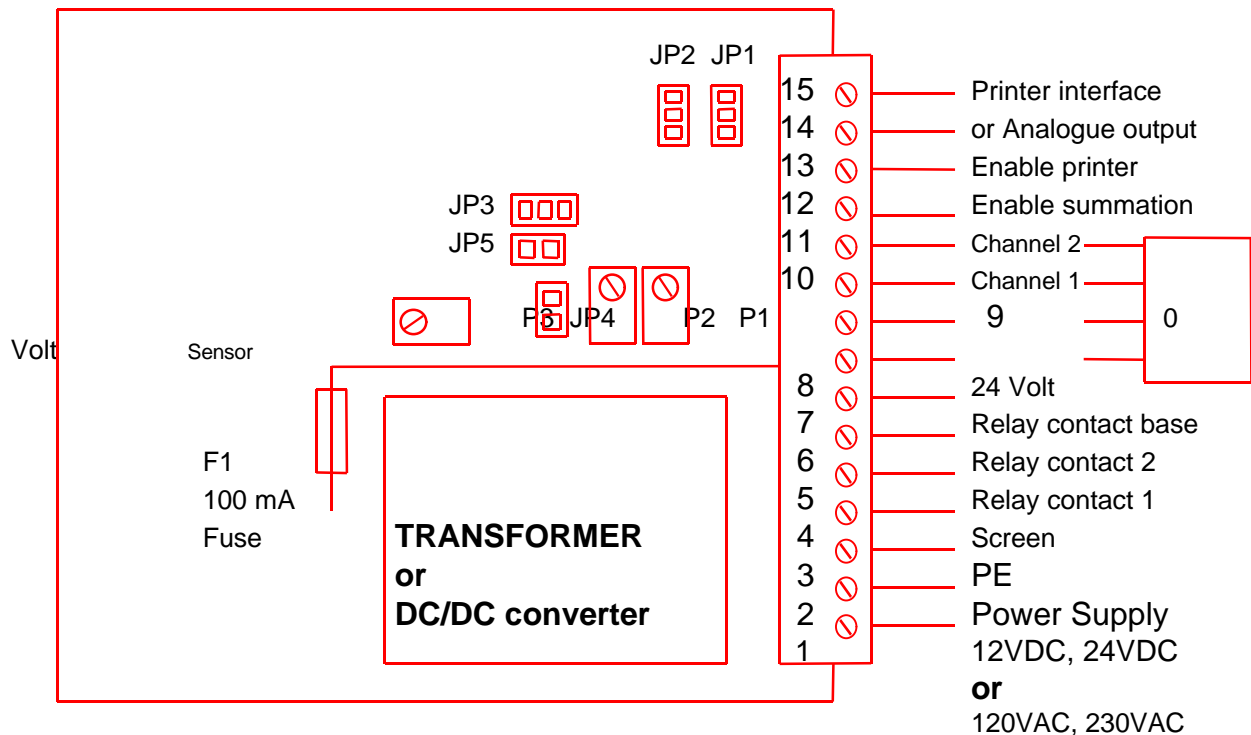 JP2 JP1
15 Printer interface
14 or Analogue output
13 Enable printer
JP3 12 Enable summation
JP5 11 Channel 2
10 Channel 1
P3 JP4 P2 P1 9 0
Volt Sensor
8 24 Volt
7 Relay contact base
F1 6 Relay contact 2
100 mA 5 Relay contact 1
Fuse TRANSFORMER 4 Screen
or 3 PE
DC/DC converter 2 Power Supply
1 12VDC, 24VDC
or
120VAC, 230VAC